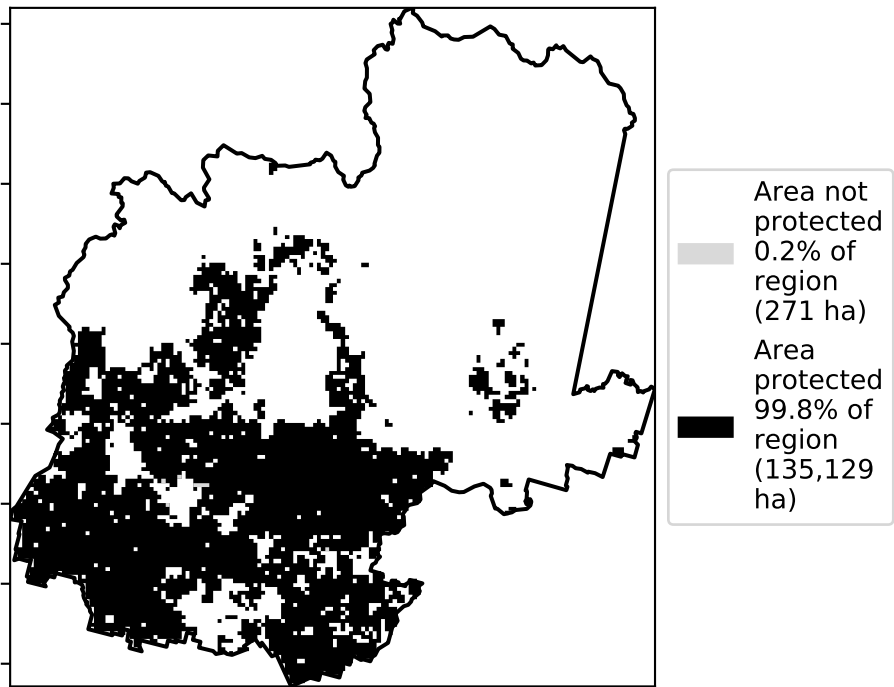 Area not
protected
0.2% of
region
(271 ha)
Area
protected
99.8% of
region
(135,129
ha)